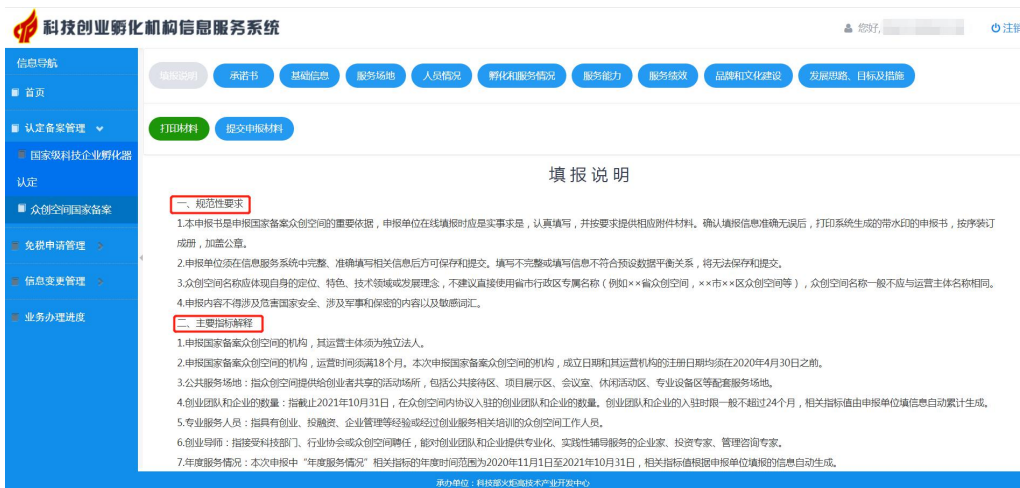 科技创业孵化机构信息服务系统
您好,
注销
信息导航
首页
认定备案管理
国家级科技企业孵化器
认定
众创空间国家备案
免税申请管理
信息变更管理
业务办理进度
填报说明 承诺书 基础信息 服务场地 人员情况 孵化和服务情况 服务能力 服务绩效 品牌和文化建设 发展思路、目标及措施
打印材料 提交申报材料
填报说明
一、规范性要求
1.本申报书是申报国家备案众创空间的重要依据，申报单位在线填报时应是实事求是，认真填写，并按要求提供相应附件材料。确认填报信息准确无误后，打印系统生成的带水印的申报书，按序装订
成册，加盖公章。
2.申报单位须在信息服务系统中完整、准确填写相关信息后方可保存和提交。填写不完整或填写信息不符合预设数据平衡关系，将无法保存和提交。
3.众创空间名称应体现自身的定位、特色、技术领域或发展理念，不建议直接使用省市行政区专属名称（例如××省众创空间，××市××区众创空间等），众创空间名称一般不应与运营主体名称相同。
4.申报内容不得涉及危害国家安全、涉及军事和保密的内容以及敏感词汇。
二、主要指标解释
1.申报国家备案众创空间的机构，其运营主体须为独立法人。
2.申报国家备案众创空间的机构，运营时间须满18个月。本次申报国家备案众创空间的机构，成立日期和其运营机构的注册日期均须在2020年4月30日之前。
3.公共服务场地：指众创空间提供给创业者共享的活动场所，包括公共接待区、项目展示区、会议室、休闲活动区、专业设备区等配套服务场地。
4.创业团队和企业的数量：指截止2021年10月31日，在众创空间内协议入驻的创业团队和企业的数量。创业团队和企业的入驻时限一般不超过24个月，相关指标值由申报单位填信息自动累计生成。
5.专业服务人员：指具有创业、投融资、企业管理等经验或经过创业服务相关培训的众创空间工作人员。
6.创业导师：指接受科技部门、行业协会或众创空间聘任，能对创业团队和企业提供专业化、实践性辅导服务的企业家、投资专家、管理咨询专家。
7.年度服务情况：本次申报中“年度服务情况”相关指标的年度时间范围为2020年11月1日至2021年10月31日，相关指标值根据申报单位填报的信息自动生成。
承办单位：科技部火炬高技术产业开发中心